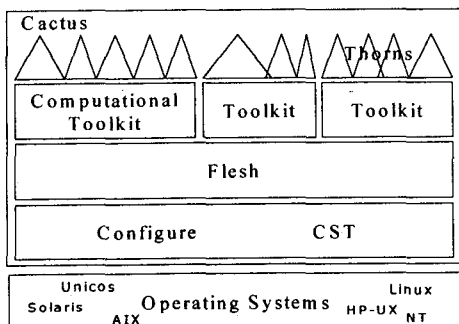 Cactus
Thorns
Computational
Toolkit
Toolkit
Toolkit
Flesh
Configure CST
Unicos Linux
Solaris Operating Systems HP-UX
AIX NT